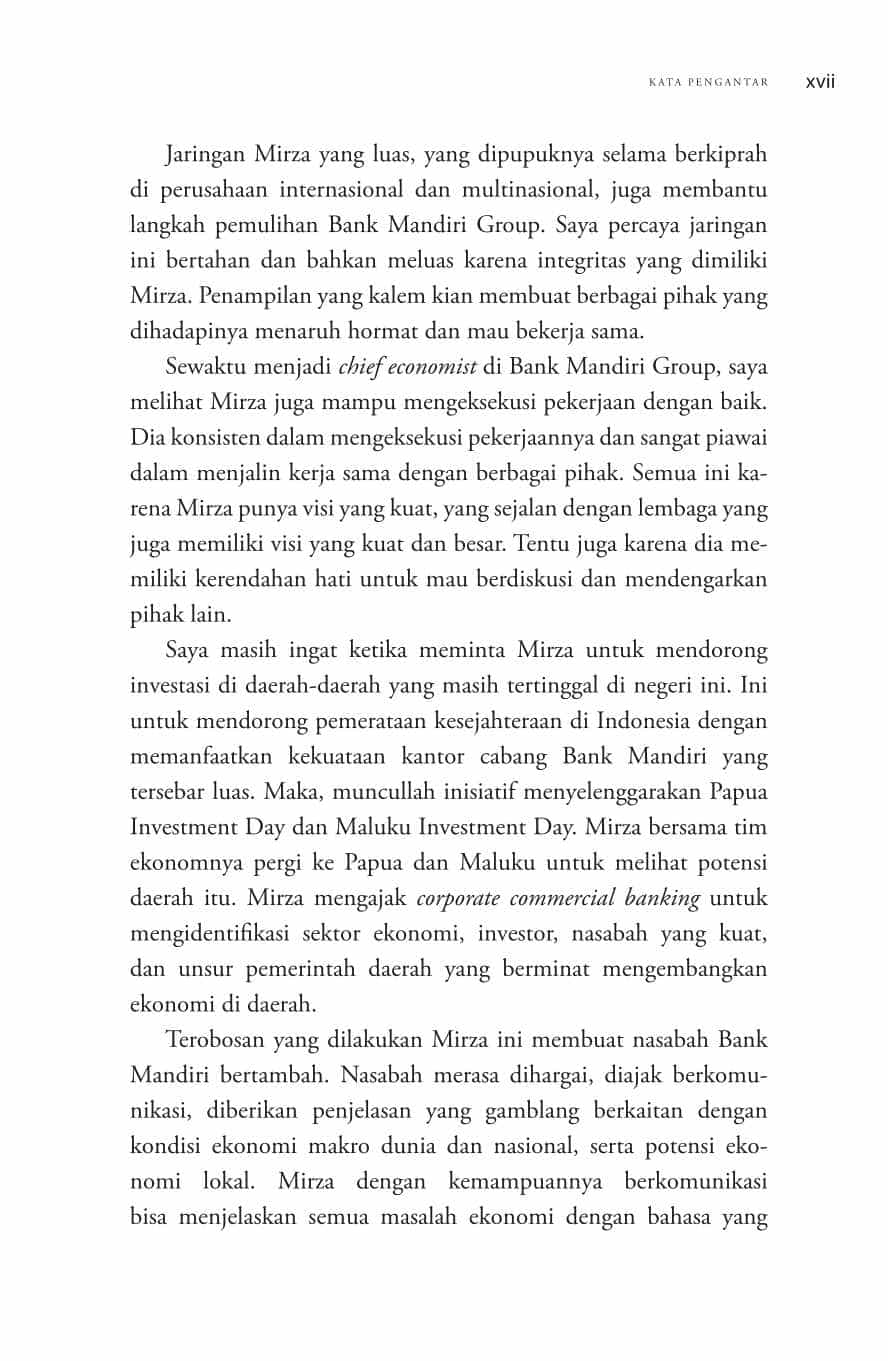 KATA PENGANTAR xvii
Jaringan Mirza yang luas, yang dipupuknya selama berkiprah
di perusahaan internasional dan multinasional, juga membantu
langkah pemulihan Bank Mandiri Group. Saya percaya jaringan
ini bertahan dan bahkan meluas karena integritas yang dimiliki
Mirza. Penampilan yang kalem kian membuat berbagai pihak yang
dihadapinya menaruh hormat dan mau bekerja sama.
Sewaktu menjadi chief economist di Bank Mandiri Group, saya
melihat Mirza juga mampu mengeksekusi pekerjaan dengan baik.
Dia konsisten dalam mengeksekusi pekerjaannya dan sangat piawai
dalam menjalin kerja sama dengan berbagai pihak. Semua ini ka-
rena Mirza punya visi yang kuat, yang sejalan dengan lembaga yang
juga memiliki visi yang kuat dan besar. Tentu juga karena dia me-
miliki kerendahan hati untuk mau berdiskusi dan mendengarkan
pihak lain.
Saya masih ingat ketika meminta Mirza untuk mendorong
investasi di daerah-daerah yang masih tertinggal di negeri ini. Ini
untuk mendorong pemerataan kesejahteraan di Indonesia dengan
memanfaatkan kekuataan kantor cabang Bank Mandiri yang
tersebar luas. Maka, muncullah inisiatif menyelenggarakan Papua
Investment Day dan Maluku Investment Day. Mirza bersama tim
ekonomnya pergi ke Papua dan Maluku untuk melihat potensi
daerah itu. Mirza mengajak corporate commercial banking untuk
mengidentifikasi sektor ekonomi, investor, nasabah yang kuat,
dan unsur pemerintah daerah yang berminat mengembangkan
ekonomi di daerah.
Terobosan yang dilakukan Mirza ini membuat nasabah Bank
Mandiri bertambah. Nasabah merasa dihargai, diajak berkomu-
nikasi, diberikan penjelasan yang gamblang berkaitan dengan
kondisi ekonomi makro dunia dan nasional, serta potensi eko-
nomi lokal. Mirza dengan kemampuannya berkomunikasi
bisa menjelaskan semua masalah ekonomi dengan bahasa yang